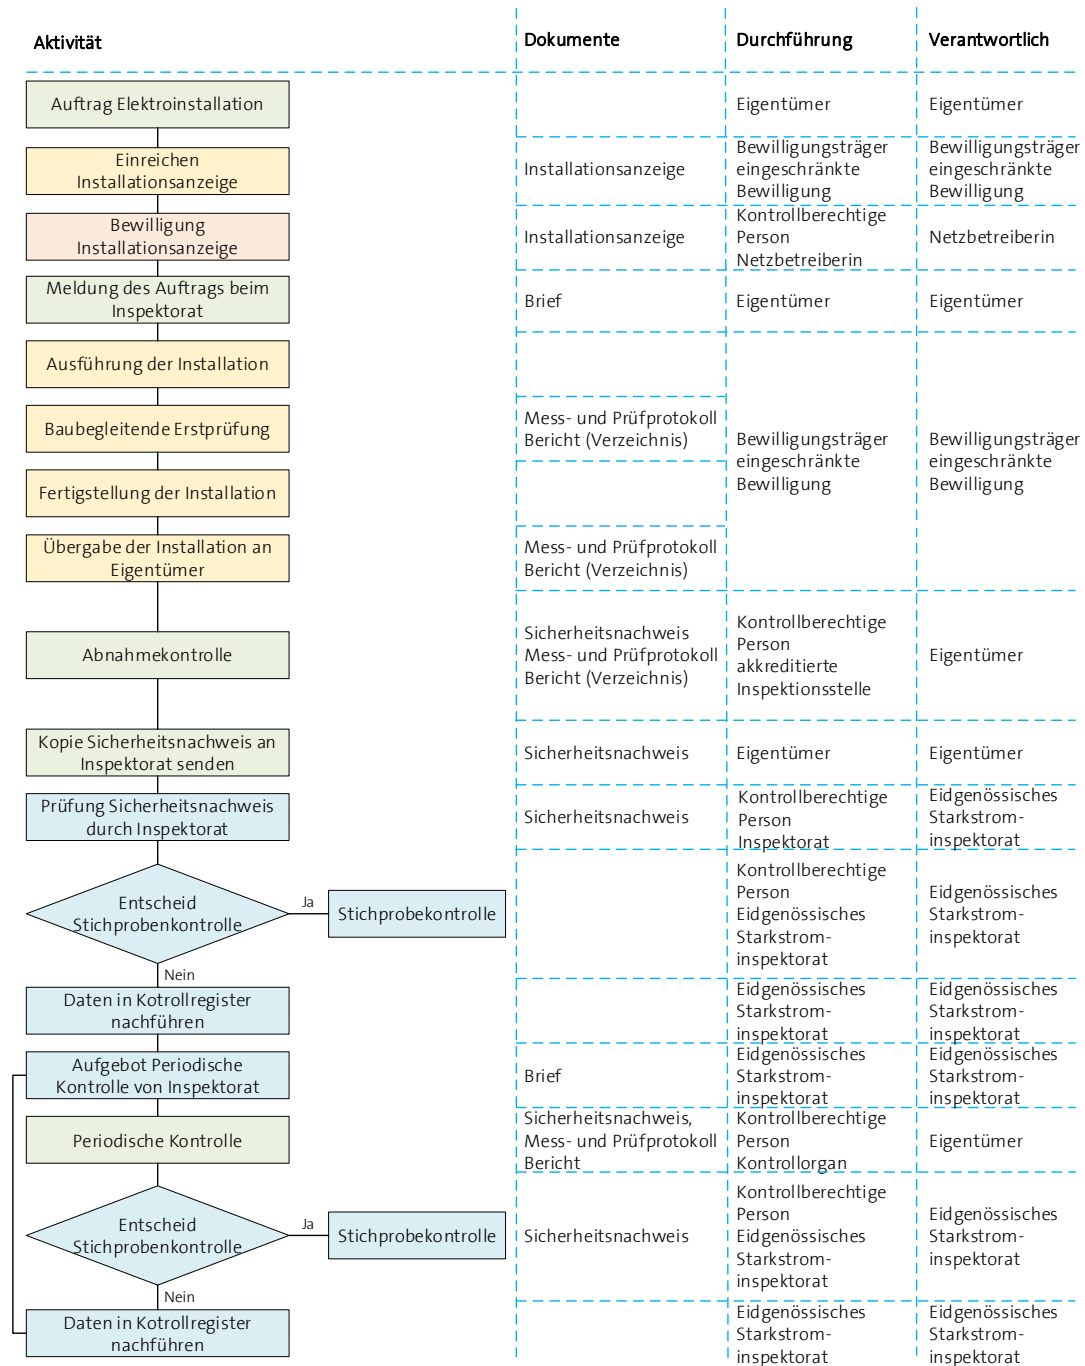 Aktivität
Dokumente
Durchführung
Verantwortlich
Auftrag Elektroinstallation
Eigentümer
Eigentümer
Einreichen
Installationsanzeige
Installationsanzeige
Bewilligungsträger
eingeschränkte
Bewilligung
Bewilligungsträger
eingeschränkte
Bewilligung
Bewilligung
Installationsanzeige
Installationsanzeige
Kontrollberechtige
Person
Netzbetreiberin
Netzbetreiberin
Meldung des Auftrags beim
Inspektorat
Brief
Eigentümer
Eigentümer
Ausführung der Installation
Baubegleitende Erstprüfung
Mess- und Prüfprotokoll
Bericht (Verzeichnis)
Bewilligungsträger
eingeschränkte
Bewilligung
Bewilligungsträger
eingeschränkte
Bewilligung
Fertigstellung der Installation
Übergabe der Installation an
Eigentümer
Mess- und Prüfprotokoll
Bericht (Verzeichnis)
Abnahmekontrolle
Sicherheitsnachweis
Mess- und Prüfprotokoll
Bericht (Verzeichnis)
Kontrollberechtige
Person
akkreditierte
Inspektionsstelle
Eigentümer
Kopie Sicherheitsnachweis an
Inspektorat senden
Sicherheitsnachweis
Eigentümer
Eigentümer
Prüfung Sicherheitsnachweis
durch Inspektorat
Sicherheitsnachweis
Kontrollberechtige
Person
Inspektorat
Eidgenössisches
Starkstrom-
inspektorat
Entscheid
Stichprobenkontrolle
Ja
Stichprobekontrolle
Nein
Kontrollberechtige
Person
Eidgenössisches
Starkstrom-
inspektorat
Eidgenössisches
Starkstrom-
inspektorat
Daten in Kotrollregister
nachführen
Eidgenössisches
Starkstrom-
inspektorat
Eidgenössisches
Starkstrom-
inspektorat
Aufgebot Periodische
Kontrolle von Inspektorat
Brief
Eidgenössisches
Starkstrom-
inspektorat
Eidgenössisches
Starkstrom-
inspektorat
Periodische Kontrolle
Sicherheitsnachweis,
Mess- und Prüfprotokoll
Bericht
Kontrollberechtige
Person
Kontrollorgan
Eigentümer
Entscheid
Stichprobenkontrolle
Ja
Stichprobekontrolle
Nein
Sicherheitsnachweis
Kontrollberechtige
Person
Eidgenössisches
Starkstrom-
inspektorat
Eidgenössisches
Starkstrom-
inspektorat
Daten in Kotrollregister
nachführen
Eidgenössisches
Starkstrom-
inspektorat
Eidgenössisches
Starkstrom-
inspektorat